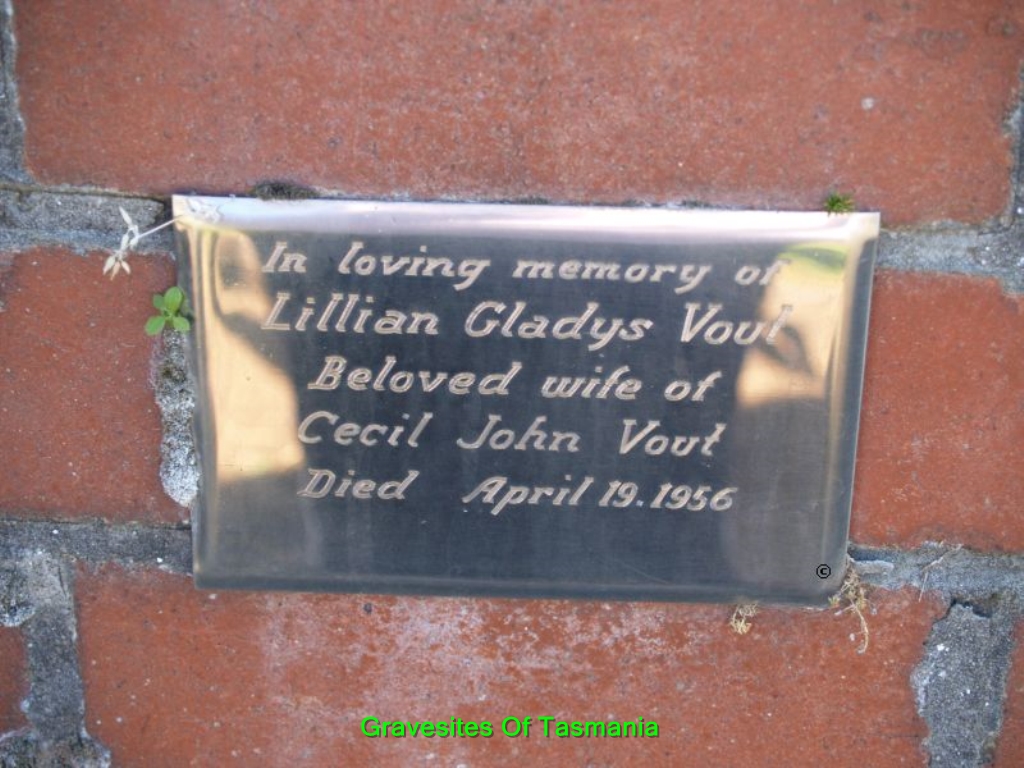 In loving memory of
Lillian Gladys Vout
Beloved wife of
Cecil John Vout
Died April 19. 1956
©
Gravesites Of Tasmania